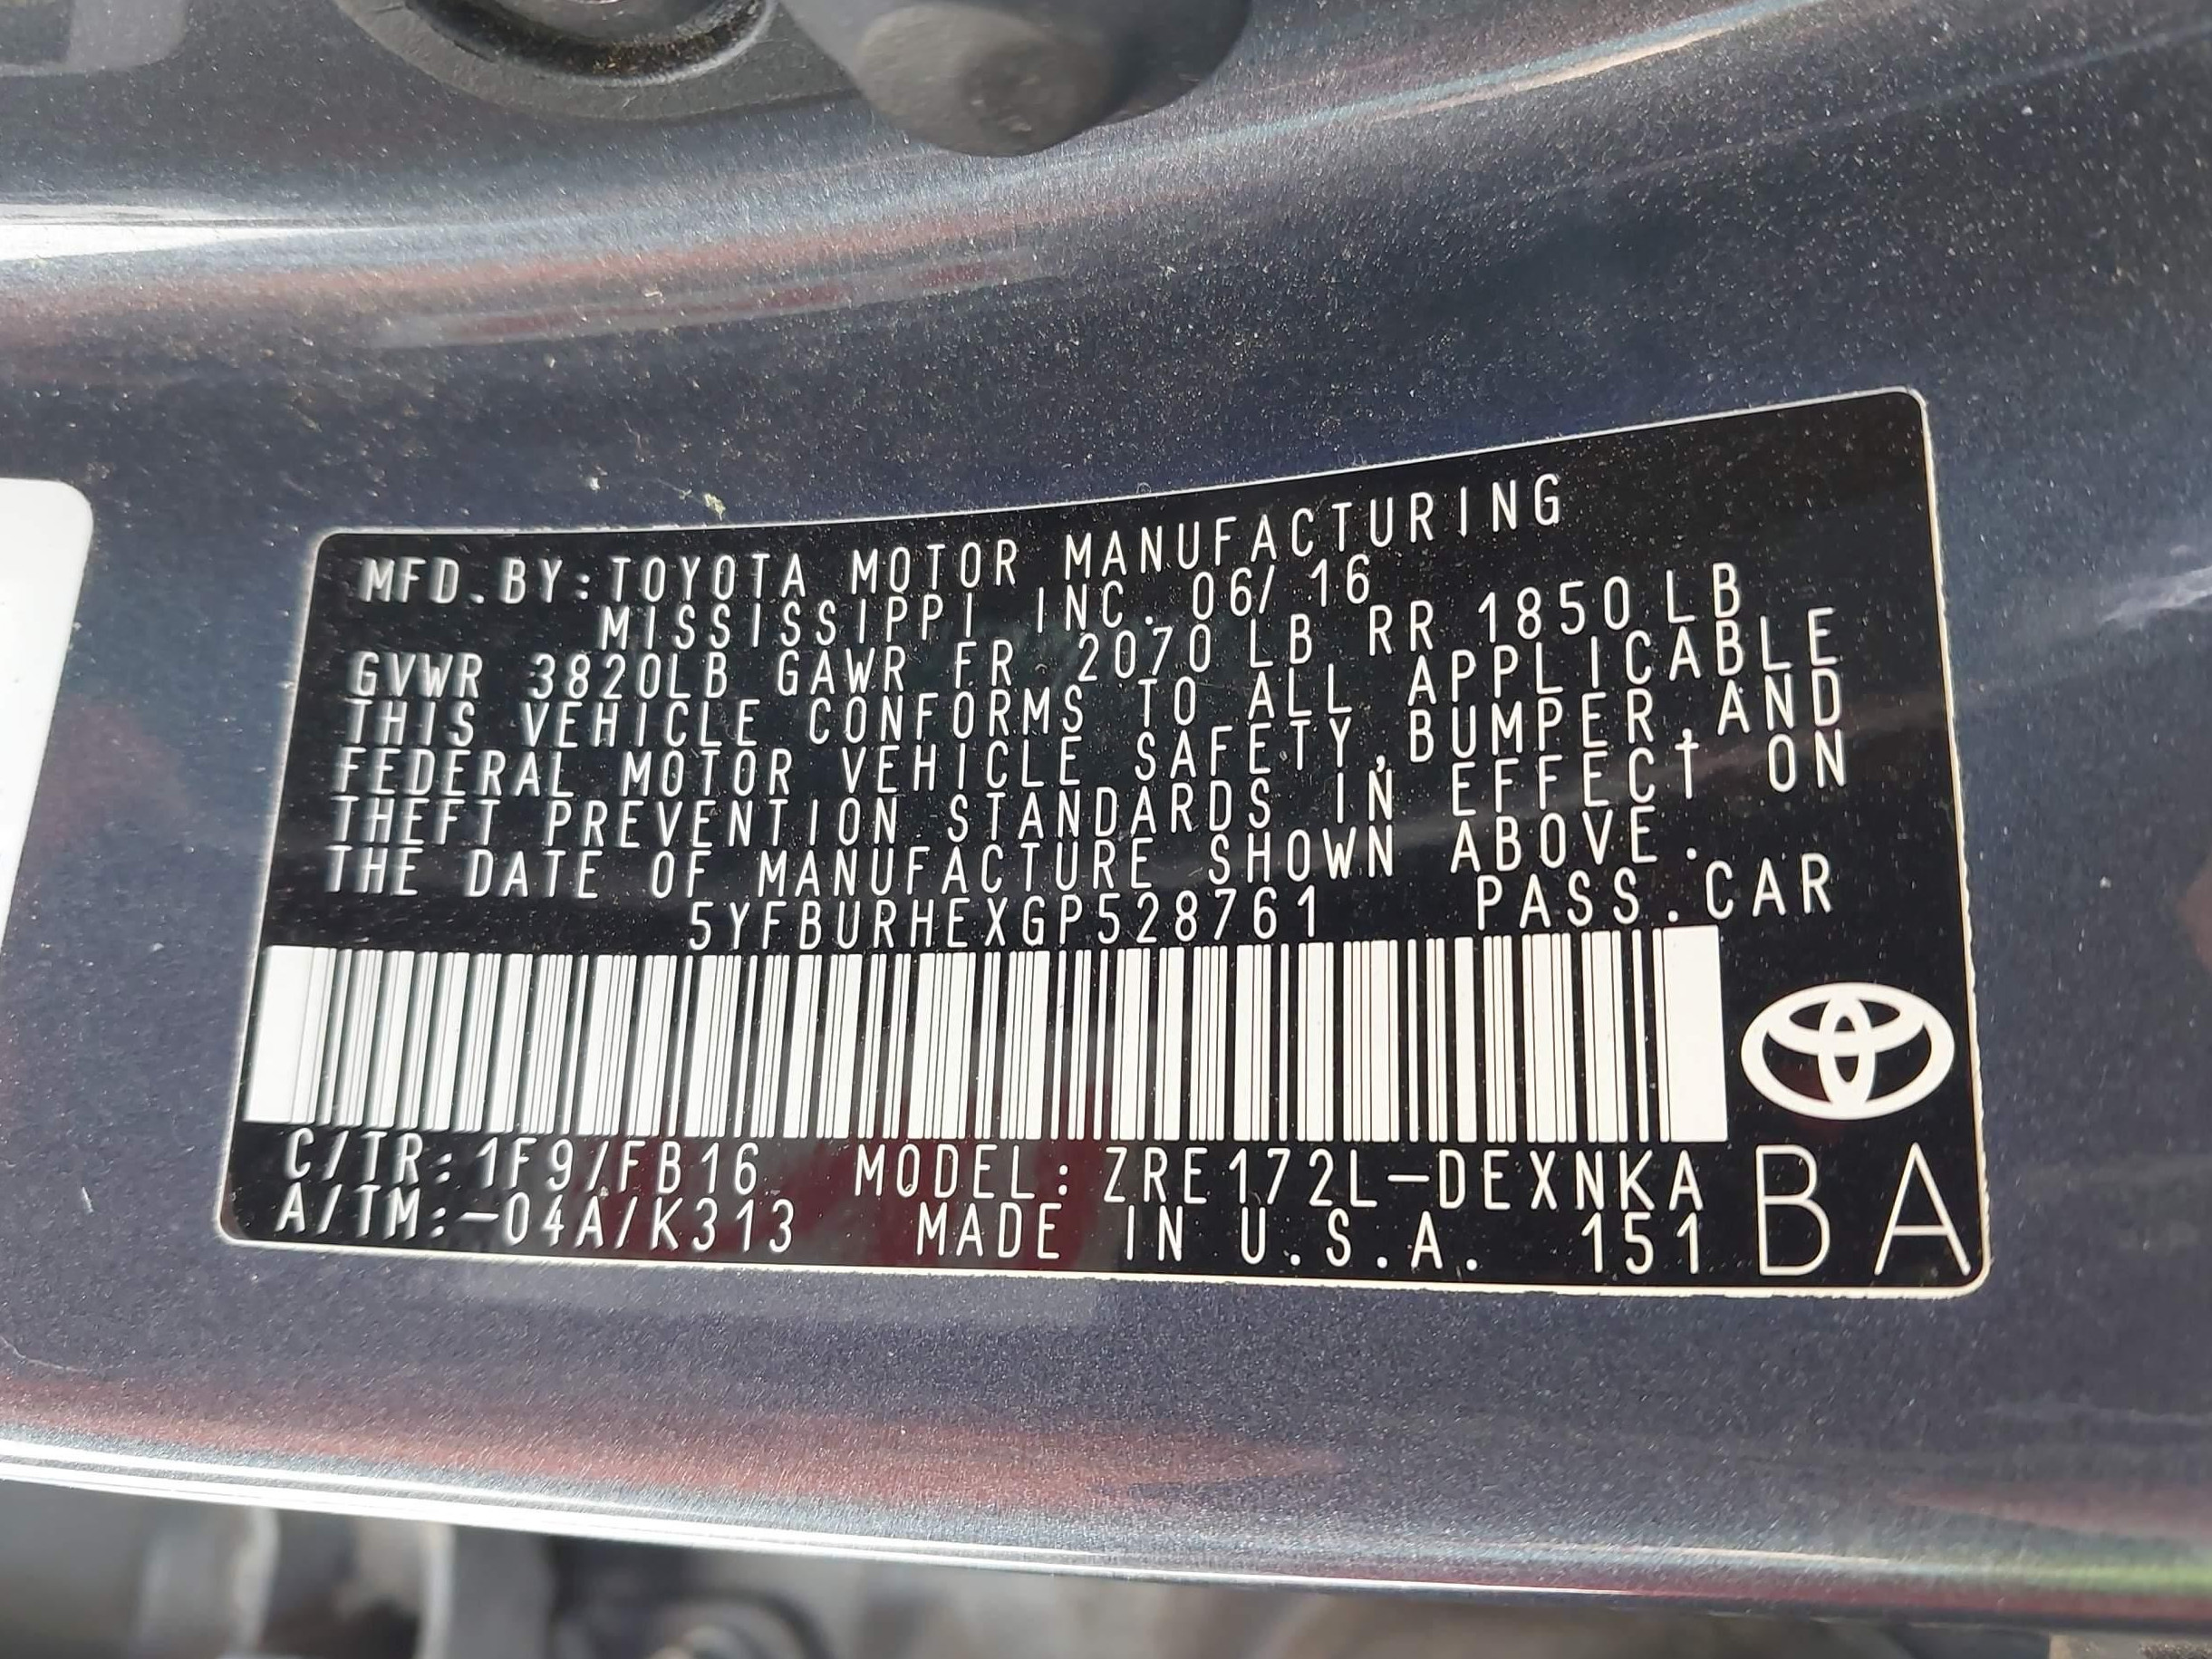 MFD.BY:TOYOTA MOTOR MANUFACTURING
MISSISSIPPI INC. 06/16
GVWR 3820LB GAWR FR 2070 LB RR 1850 LB
THIS VEHICLE CONFORMS TO ALL APPLICABLE
FEDERAL MOTOR VEHICLE SAFETY,BUMPER,AND
THEFT PREVENTION STANDARDS IN EFFECT ON
THE DATE OF MANUFACTURE SHOWN ABOVE.
5YFBURHEXGP528761 PASS.CAR
C/TR:1F9/FB16 MODEL:ZRE172L-DEXNKA
A/TM:-04A/K313 MADE IN U.S.A. 151
BA